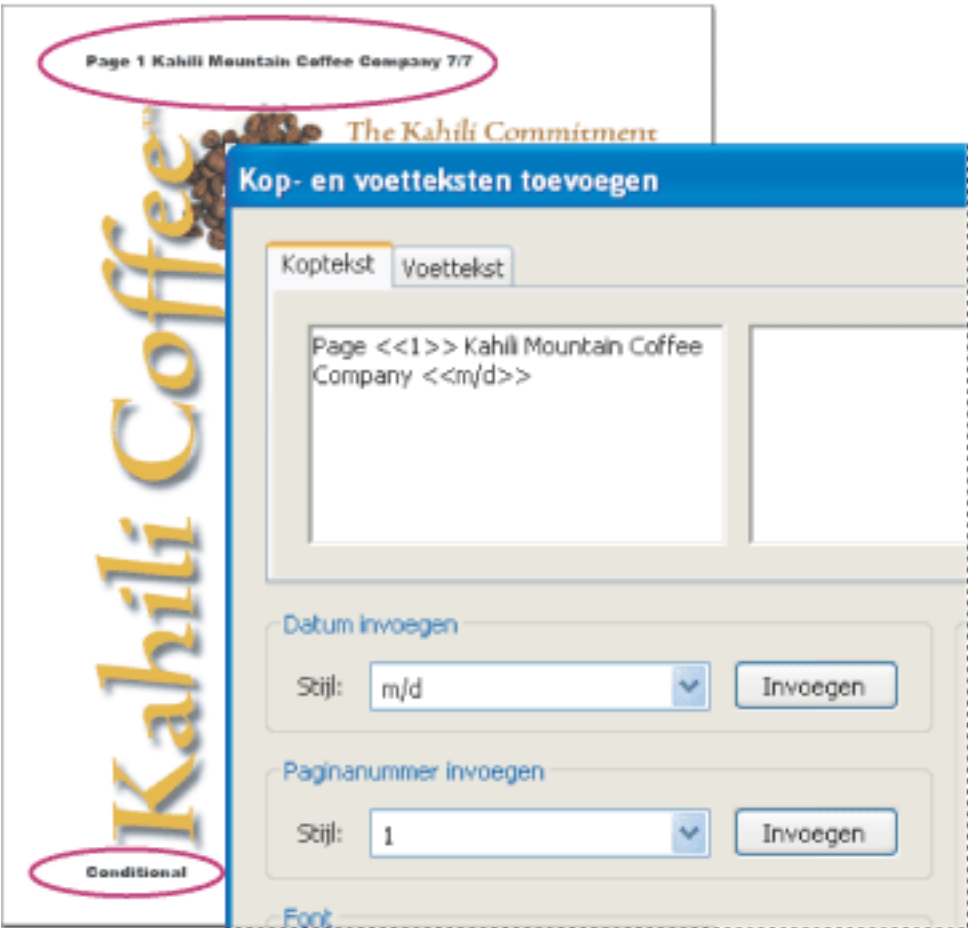 Page 1 Kahili Mountain Coffee Company 7/7
The Kahili Commitment
Kahili Coffee™
Kop- en voetteksten toevoegen
Koptekst Voettekst
Page <<1>> Kahili Mountain Coffee
Company <<m/d>>
Datum invoegen
Stijl: m/d Invoegen
Paginanummer invoegen
Stijl: 1 Invoegen
Conditional
Font